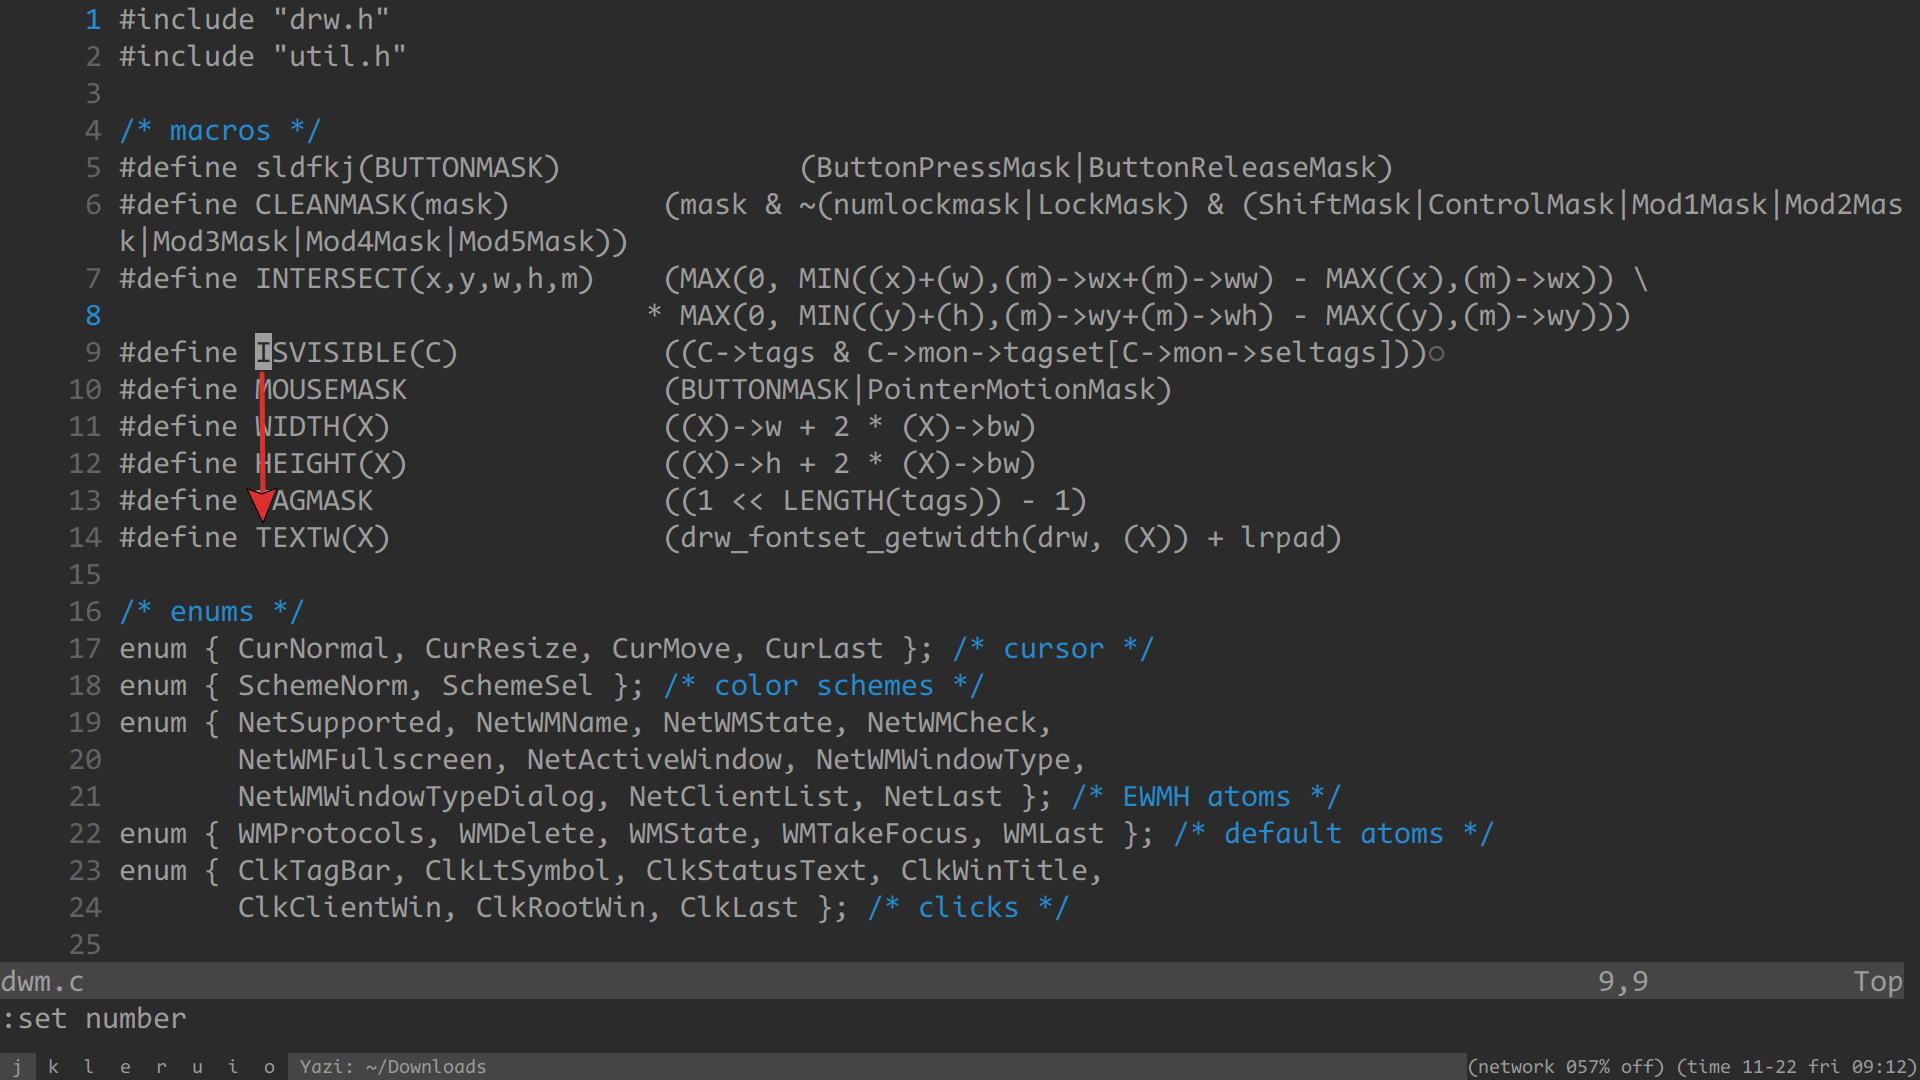 1 #include "drw.h"
2 #include "util.h"
3
4 /* macros */
5 #define sldfkj(BUTTONMASK)              (ButtonPressMask|ButtonReleaseMask)
6 #define CLEANMASK(mask)         (mask & ~(numlockmask|LockMask) & (ShiftMask|ControlMask|Mod1Mask|Mod2Mas
k|Mod3Mask|Mod4Mask|Mod5Mask))
7 #define INTERSECT(x,y,w,h,m)    (MAX(0, MIN((x)+(w),(m)->wx+(m)->ww) - MAX((x),(m)->wx)) \
8                                * MAX(0, MIN((y)+(h),(m)->wy+(m)->wh) - MAX((y),(m)->wy)))
9 #define ISVISIBLE(C)            ((C->tags & C->mon->tagset[C->mon->seltags]))
10 #define MOUSEMASK               (BUTTONMASK|PointerMotionMask)
11 #define WIDTH(X)                ((X)->w + 2 * (X)->bw)
12 #define HEIGHT(X)               ((X)->h + 2 * (X)->bw)
13 #define TAGMASK                 ((1 << LENGTH(tags)) - 1)
14 #define TEXTW(X)                (drw_fontset_getwidth(drw, (X)) + lrpad)
15
16 /* enums */
17 enum { CurNormal, CurResize, CurMove, CurLast }; /* cursor */
18 enum { SchemeNorm, SchemeSel }; /* color schemes */
19 enum { NetSupported, NetWMName, NetWMState, NetWMCheck,
20        NetWMFullscreen, NetActiveWindow, NetWMWindowType,
21        NetWMWindowTypeDialog, NetClientList, NetLast }; /* EWMH atoms */
22 enum { WMProtocols, WMDelete, WMState, WMTakeFocus, WMLast }; /* default atoms */
23 enum { ClkTagBar, ClkLtSymbol, ClkStatusText, ClkWinTitle,
24        ClkClientWin, ClkRootWin, ClkLast }; /* clicks */
25
dwm.c 9,9 Top
:set number
j k l e r u i o Yazi: ~/Downloads (network 057% off) (time 11-22 fri 09:12)